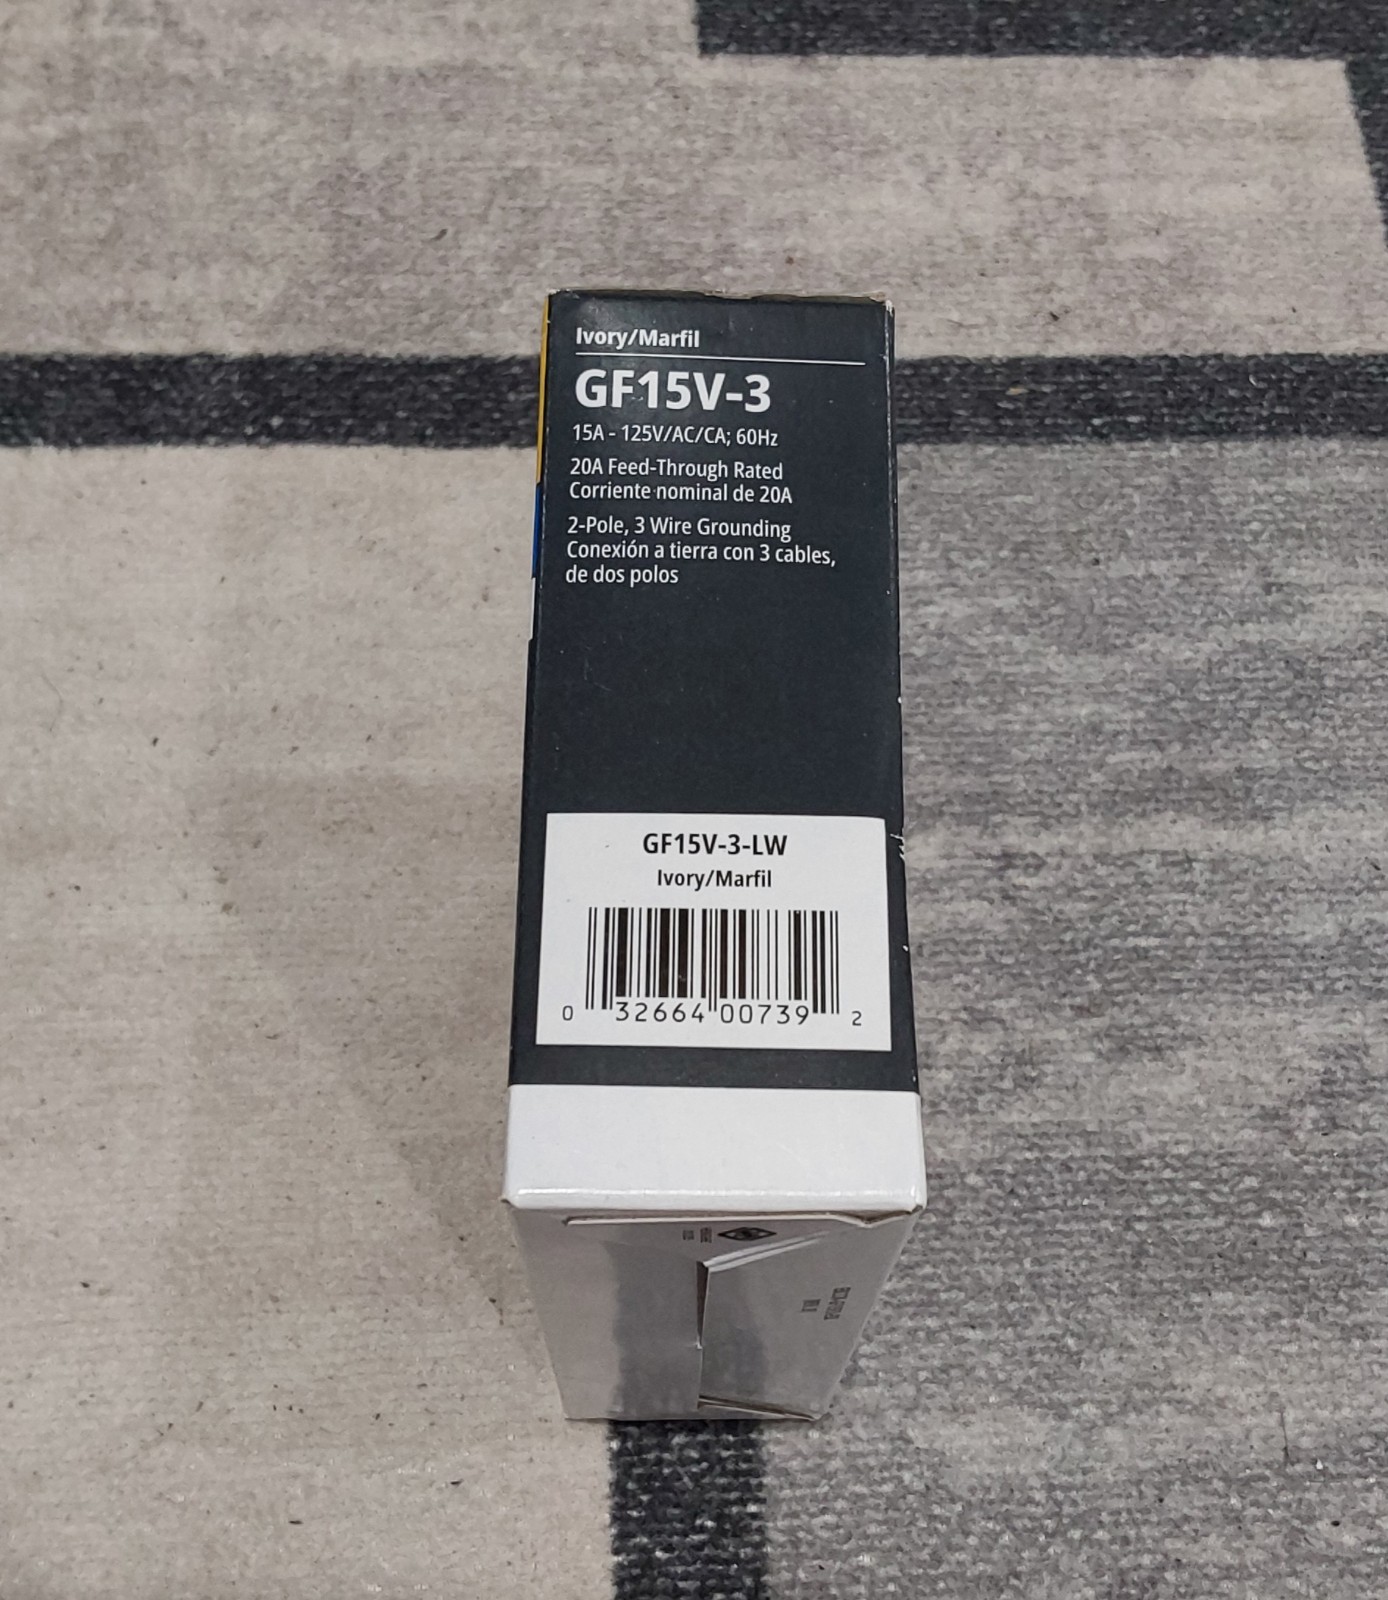 Ivory/Marfil
GF15V-3
15A - 125V/AC/CA; 60Hz
20A Feed-Through Rated
Corriente nominal de 20A
2-Pole, 3 Wire Grounding
Conexión a tierra con 3 cables,
de dos polos
GF15V-3-LW
Ivory/Marfil
0 32664 00739 2